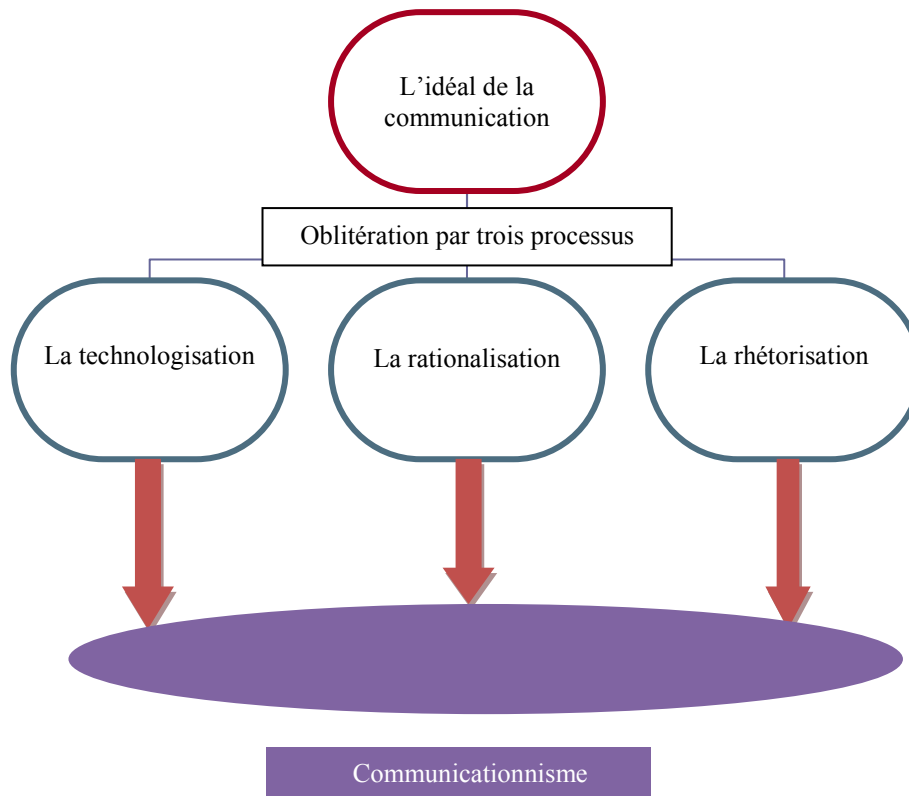 L’idéal de la
communication
Oblitération par trois processus
La technologisation
La rationalisation
La rhétorisation
Communicationnisme